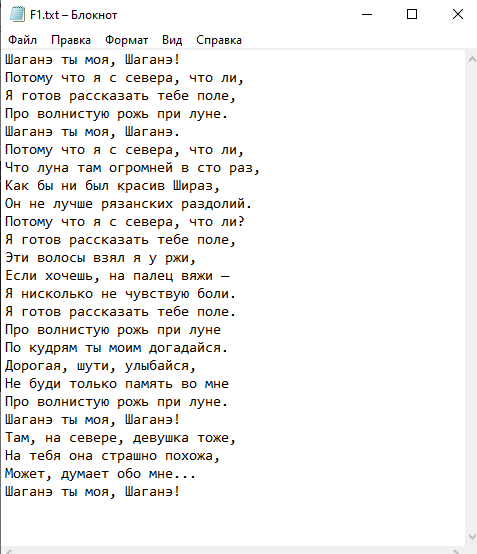 F1.txt – Блокнот
Файл Правка Формат Вид Справка
Шаганэ ты моя, Шаганэ!
Потому что я с севера, что ли,
Я готов рассказать тебе поле,
Про волнистую рожь при луне.
Шаганэ ты моя, Шаганэ.
Потому что я с севера, что ли,
Что луна там огромней в сто раз,
Как бы ни был красив Шираз,
Он не лучше рязанских раздолий.
Потому что я с севера, что ли?
Я готов рассказать тебе поле,
Эти волосы взял я у ржи,
Если хочешь, на палец вяжи –
Я нисколько не чувствую боли.
Я готов рассказать тебе поле.
Про волнистую рожь при луне
По кудрям ты моим догадайся.
Дорогая, шути, улыбайся,
Не буди только память во мне
Про волнистую рожь при луне.
Шаганэ ты моя, Шаганэ!
Там, на севере, девушка тоже,
На тебя она страшно похожа,
Может, думает обо мне...
Шаганэ ты моя, Шаганэ!